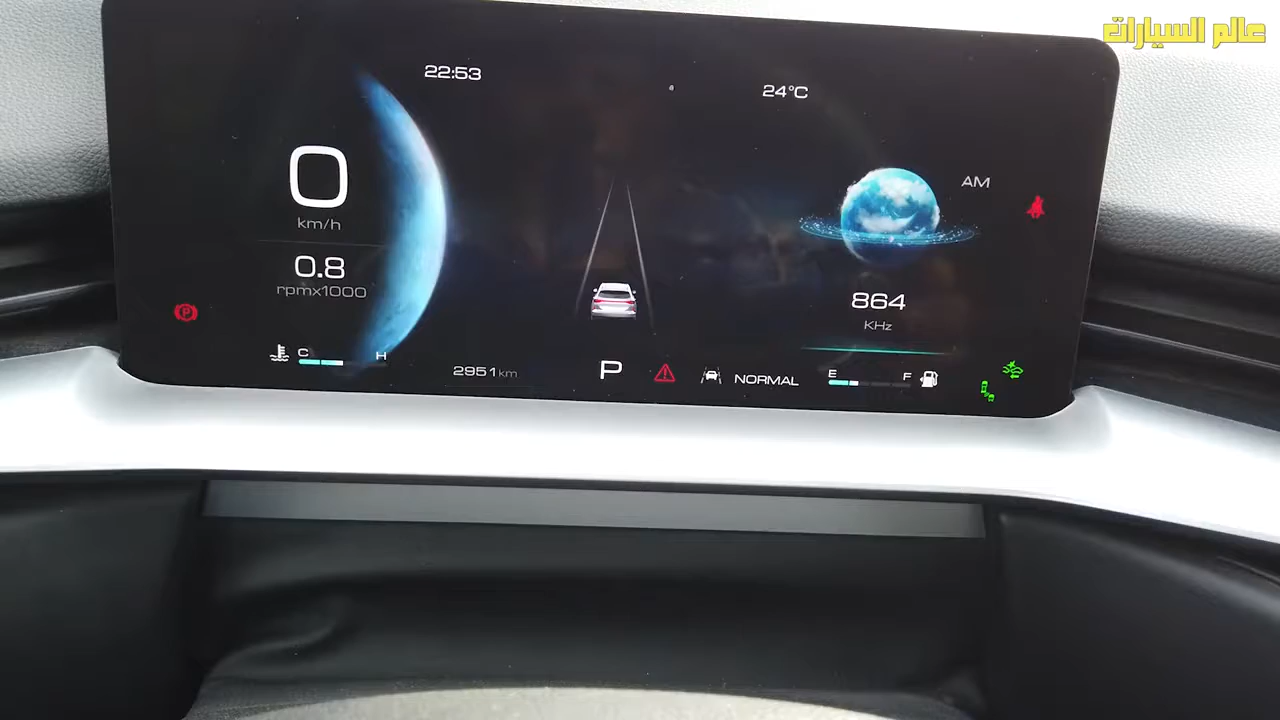 عالم السيارات
22:53
24°C
0
km/h
AM
0.8
rpmx1000
864
KHz
C H
2951 km
P
NORMAL
E F